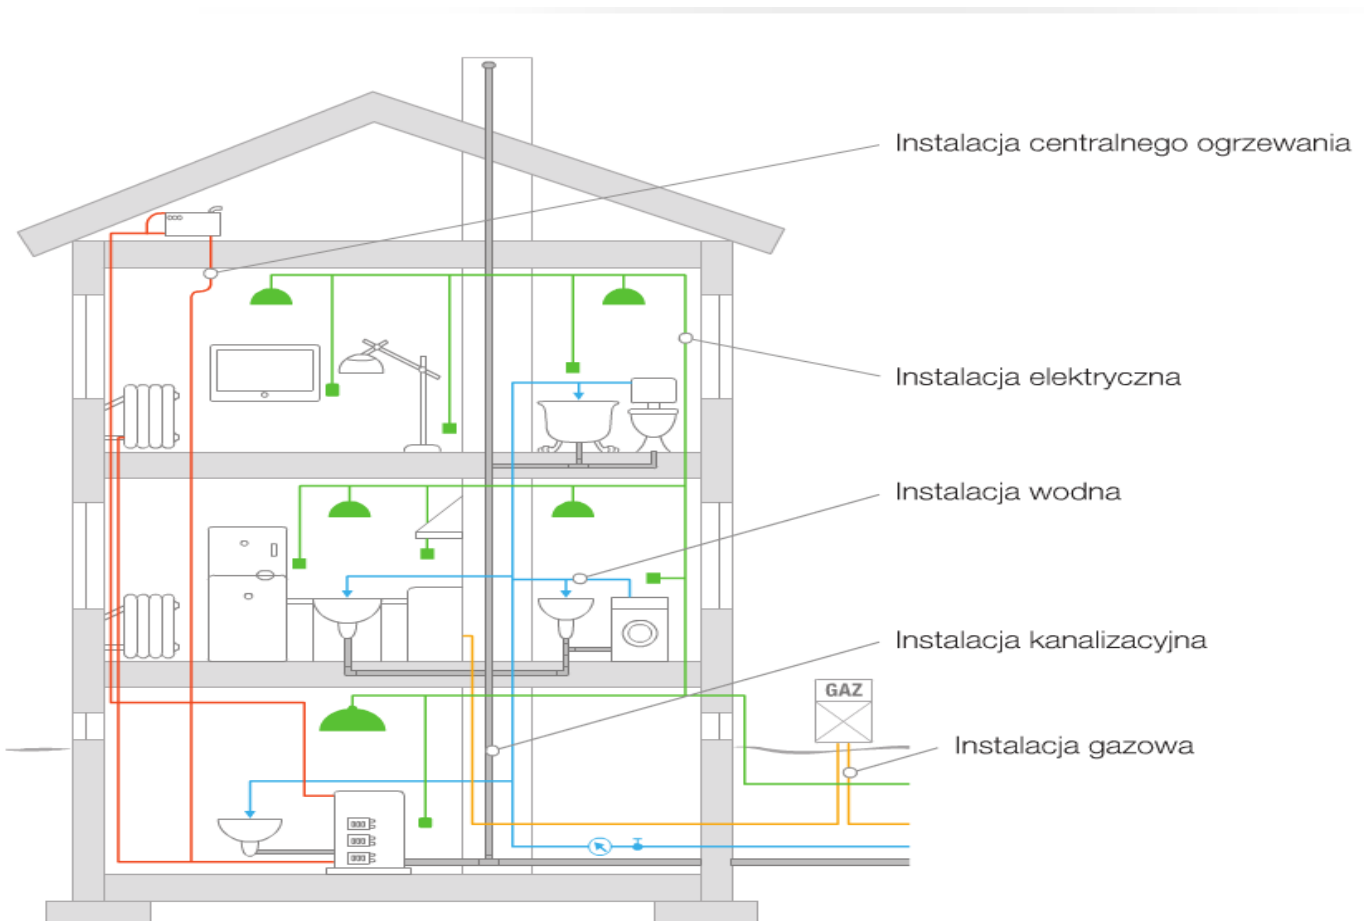 Instalacja centralnego ogrzewania
Instalacja elektryczna
Instalacja wodna
Instalacja kanalizacyjna
GAZ
Instalacja gazowa